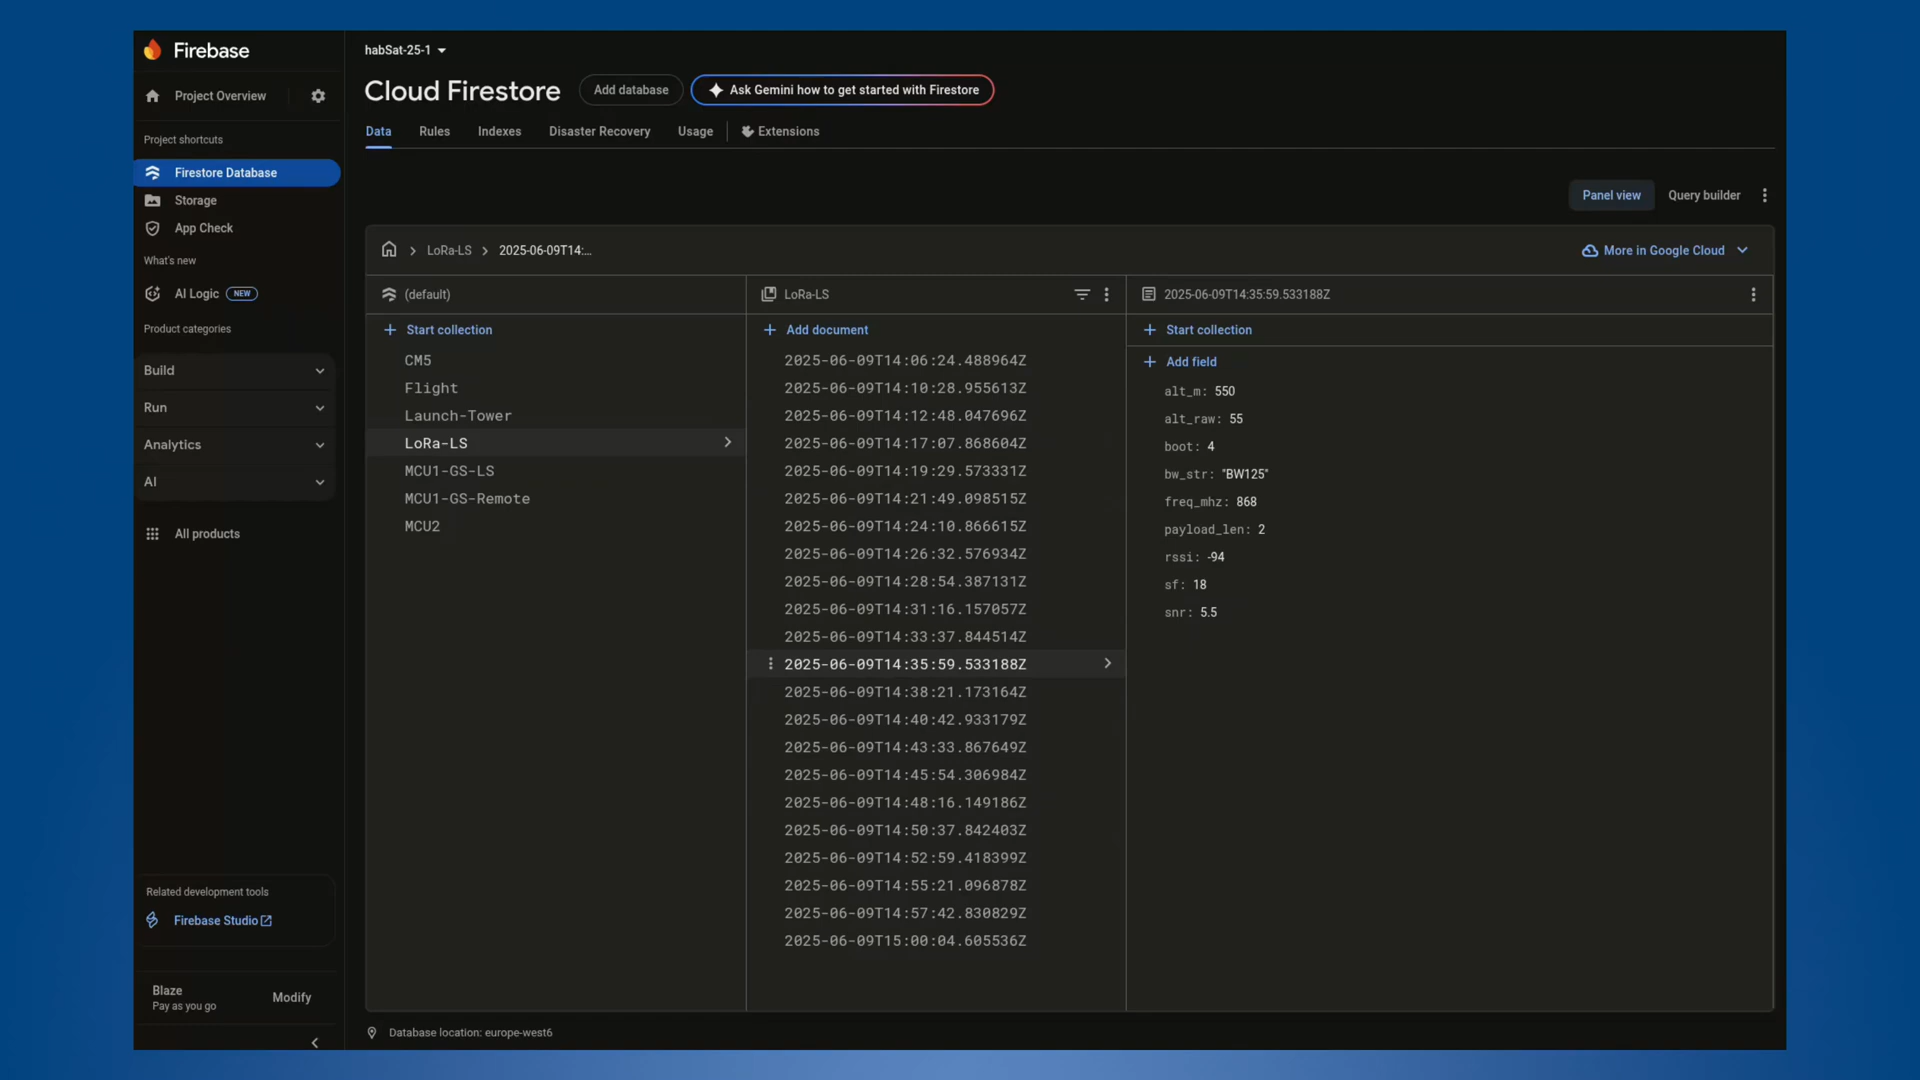 Firebase
Project Overview
Project shortcuts
Firestore Database
Storage
App Check
What's new
AI Logic NEW
Product categories
Build
Run
Analytics
AI
All products
Related development tools
Firebase Studio
Blaze
Pay as you go
Modify
habSat-25-1
Cloud Firestore
Add database
Ask Gemini how to get started with Firestore
Data Rules Indexes Disaster Recovery Usage Extensions
Panel view Query builder
LoRa-LS 2025-06-09T14:...
More in Google Cloud
(default)
Start collection
CM5
Flight
Launch-Tower
LoRa-LS
MCU1-GS-LS
MCU1-GS-Remote
MCU2
LoRa-LS
Add document
2025-06-09T14:06:24.488964Z
2025-06-09T14:10:28.955613Z
2025-06-09T14:12:48.047696Z
2025-06-09T14:17:07.868604Z
2025-06-09T14:19:29.573331Z
2025-06-09T14:21:49.098515Z
2025-06-09T14:24:10.866615Z
2025-06-09T14:26:32.576934Z
2025-06-09T14:28:54.387131Z
2025-06-09T14:31:16.157057Z
2025-06-09T14:33:37.844514Z
2025-06-09T14:35:59.533188Z
2025-06-09T14:38:21.173164Z
2025-06-09T14:40:42.933179Z
2025-06-09T14:43:33.867649Z
2025-06-09T14:45:54.306984Z
2025-06-09T14:48:16.149186Z
2025-06-09T14:50:37.842403Z
2025-06-09T14:52:59.418399Z
2025-06-09T14:55:21.096878Z
2025-06-09T14:57:42.830829Z
2025-06-09T15:00:04.605536Z
2025-06-09T14:35:59.533188Z
Start collection
Add field
alt_m: 550
alt_raw: 55
boot: 4
bw_str: "BW125"
freq_mhz: 868
payload_len: 2
rssi: -94
sf: 18
snr: 5.5
Database location: europe-west6